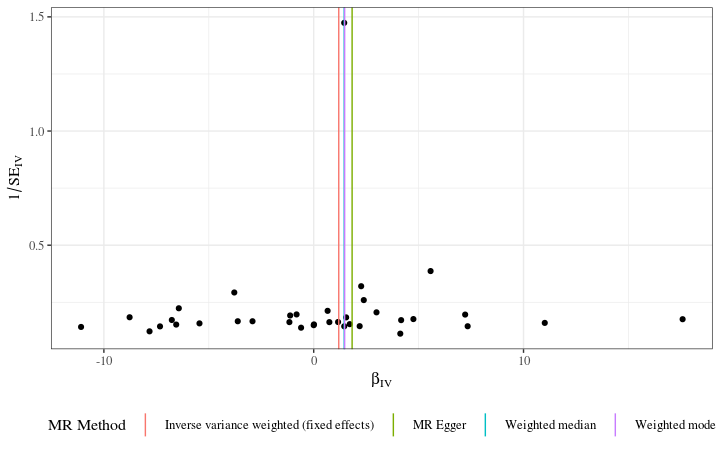 1.5
1.0
0.5
1/SE_IV
-10 0 10
β_IV
MR Method Inverse variance weighted (fixed effects) MR Egger Weighted median Weighted mode